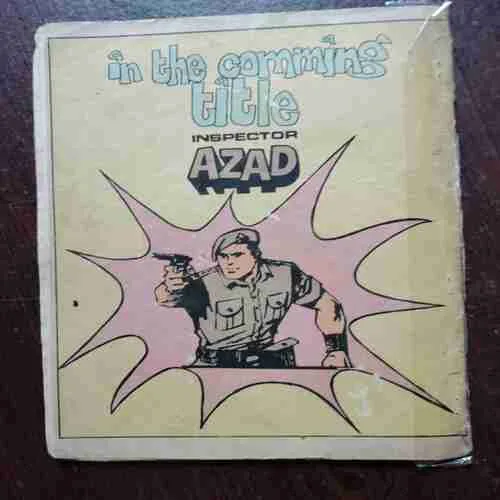 in the comming
title
INSPECTOR
AZAD